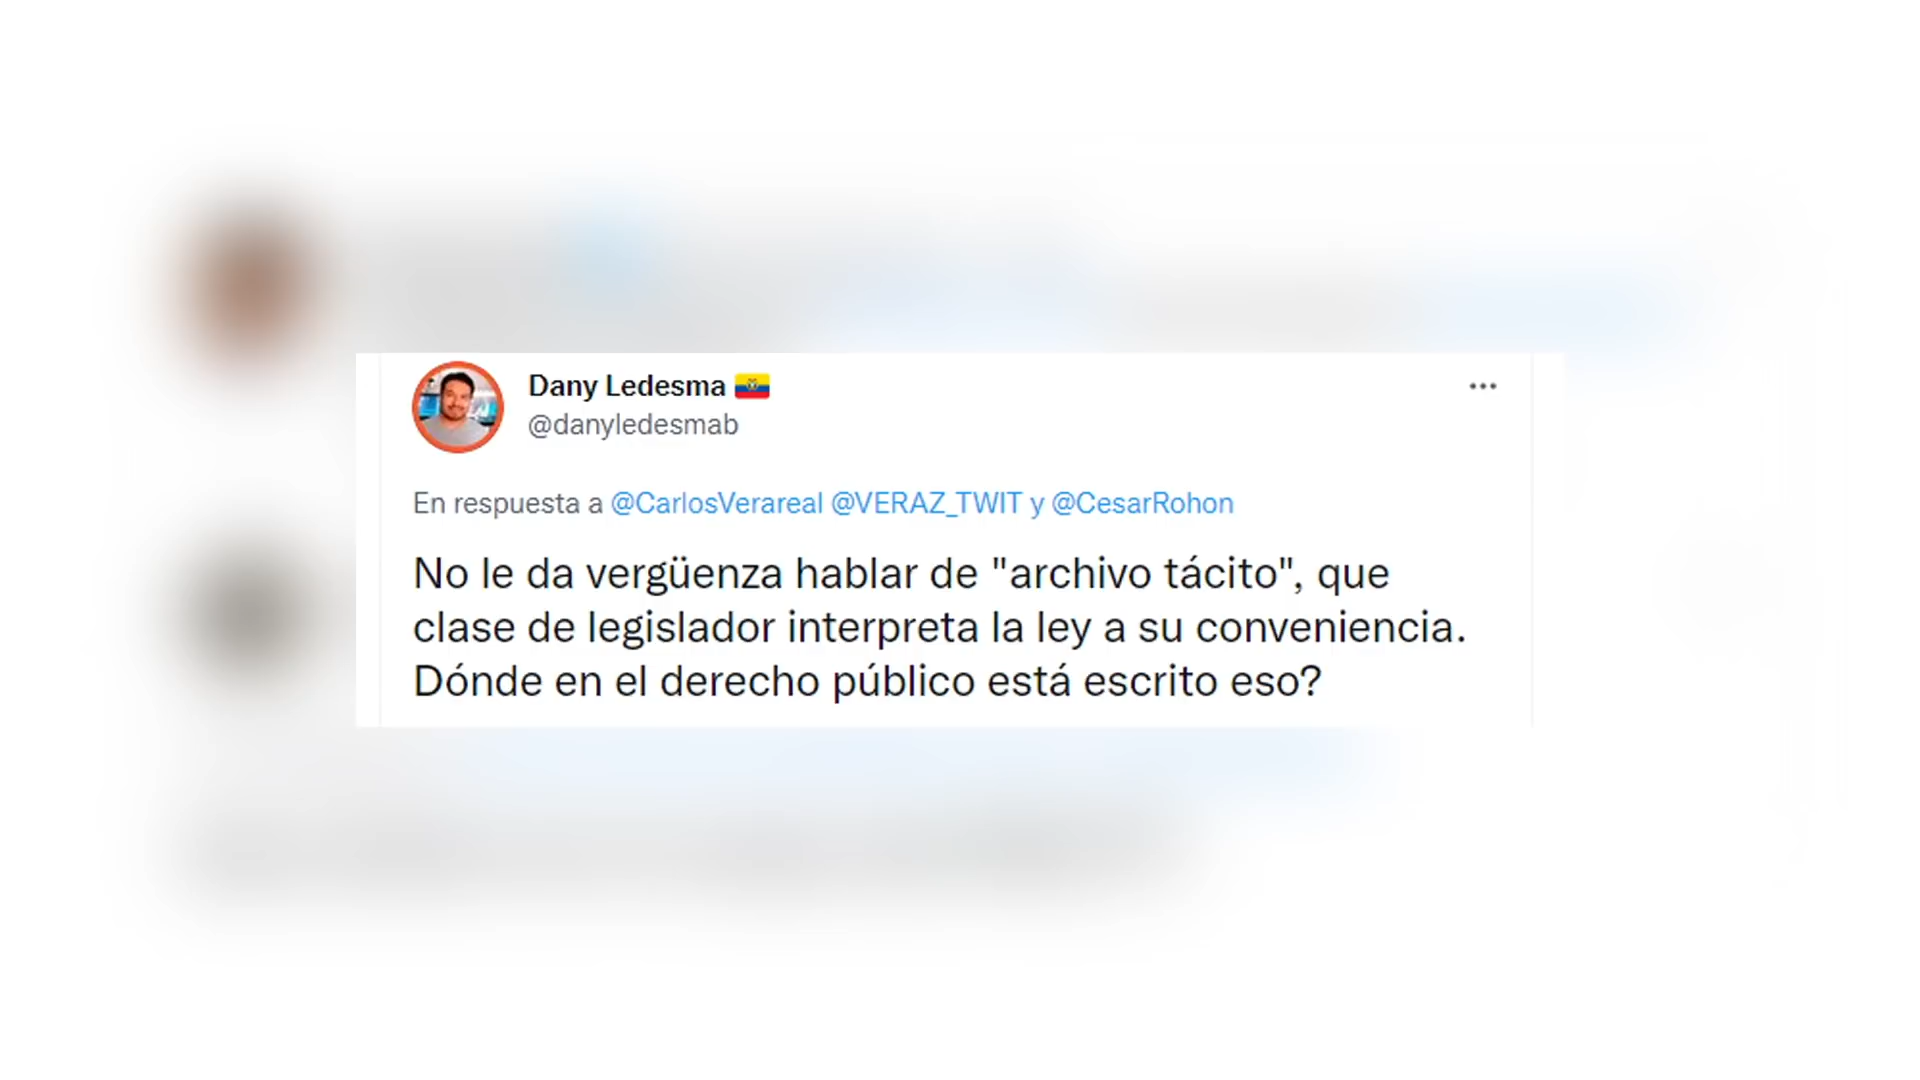 Dany Ledesma 🇪🇨
@danyledesmab
En respuesta a @CarlosVerareal @VERAZ_TWIT y @CesarRohon
No le da vergüenza hablar de "archivo tácito", que
clase de legislador interpreta la ley a su conveniencia.
Dónde en el derecho público está escrito eso?